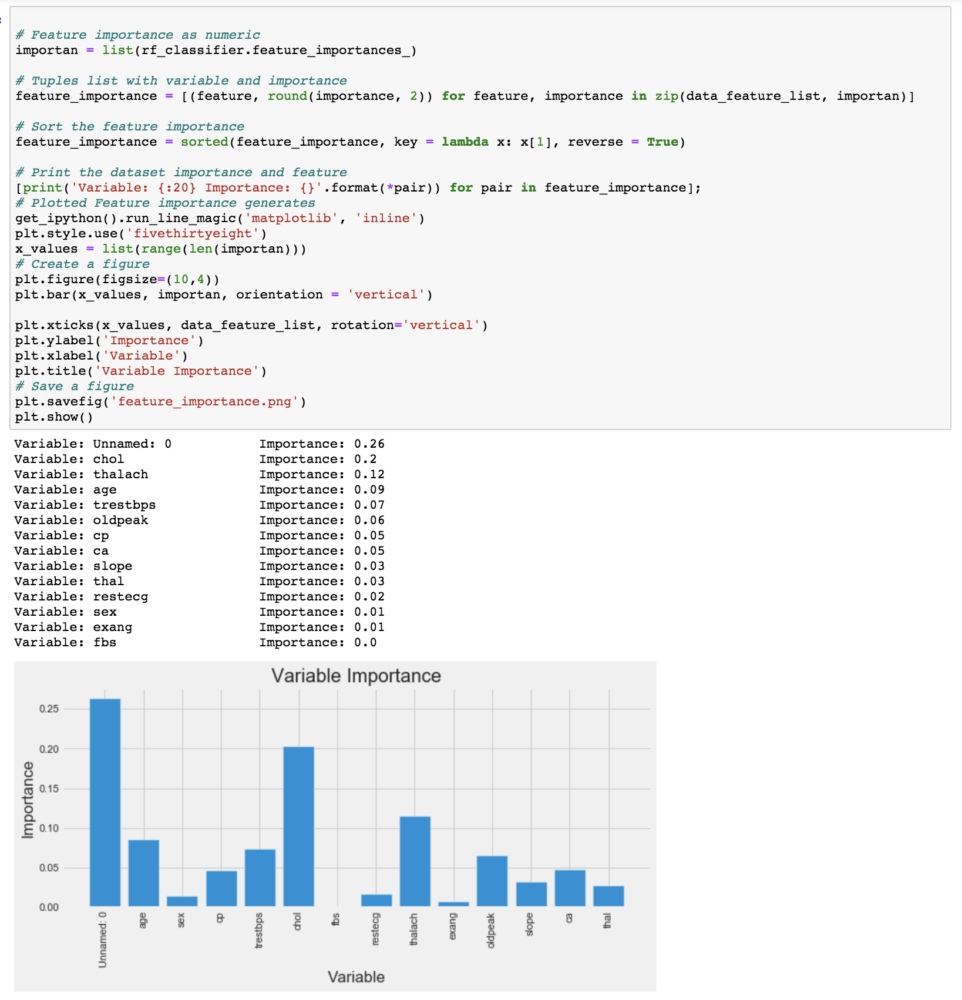 # Feature importance as numeric
importan = list(rf_classifier.feature_importances_)
# Tuples list with variable and importance
feature_importance = [(feature, round(importance, 2)) for feature, importance in zip(data_feature_list, importan)]
# Sort the feature importance
feature_importance = sorted(feature_importance, key = lambda x: x[1], reverse = True)
# Print the dataset importance and feature
[print('Variable: {:20} Importance: {}'.format(*pair)) for pair in feature_importance];
# Plotted Feature importance generates
get_ipython().run_line_magic('matplotlib', 'inline')
plt.style.use('fivethirtyeight')
x_values = list(range(len(importan)))
# Create a figure
plt.figure(figsize=(10,4))
plt.bar(x_values, importan, orientation = 'vertical')
plt.xticks(x_values, data_feature_list, rotation='vertical')
plt.ylabel('Importance')
plt.xlabel('Variable')
plt.title('Variable Importance')
# Save a figure
plt.savefig('feature_importance.png')
plt.show()
Variable: Unnamed: 0 Importance: 0.26
Variable: chol Importance: 0.2
Variable: thalach Importance: 0.12
Variable: age Importance: 0.09
Variable: trestbps Importance: 0.07
Variable: oldpeak Importance: 0.06
Variable: cp Importance: 0.05
Variable: ca Importance: 0.05
Variable: slope Importance: 0.03
Variable: thal Importance: 0.03
Variable: restecg Importance: 0.02
Variable: sex Importance: 0.01
Variable: exang Importance: 0.01
Variable: fbs Importance: 0.0
Variable Importance
Importance
0.25
0.20
0.15
0.10
0.05
0.00
Unnamed: 0
age
sex
cp
trestbps
chol
fbs
restecg
thalach
exang
oldpeak
slope
ca
thal
Variable